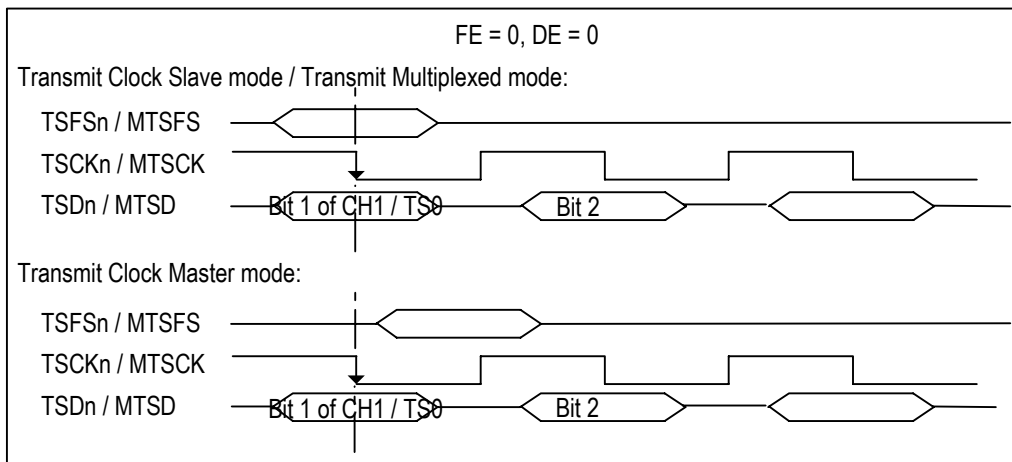 FE = 0, DE = 0
Transmit Clock Slave mode / Transmit Multiplexed mode:
TSFSn / MTSFS
TSCKn / MTSCK
TSDn / MTSD
Bit 1 of CH1 / TS0
Bit 2
Transmit Clock Master mode:
TSFSn / MTSFS
TSCKn / MTSCK
TSDn / MTSD
Bit 1 of CH1 / TS0
Bit 2